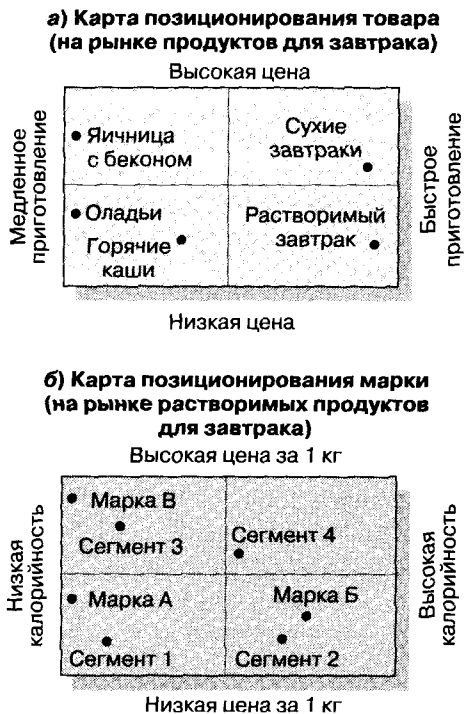 а) Карта позиционирования товара
(на рынке продуктов для завтрака)
Высокая цена
Медленное
приготовление
Яичница
с беконом
Сухие
завтраки
Оладьи
Горячие
каши
Растворимый
завтрак
Быстрое
приготовление
Низкая цена
б) Карта позиционирования марки
(на рынке растворимых продуктов
для завтрака)
Высокая цена за 1 кг
Низкая
калорийность
Марка В
Сегмент 3
Сегмент 4
Марка А
Сегмент 1
Марка Б
Сегмент 2
Высокая
калорийность
Низкая цена за 1 кг